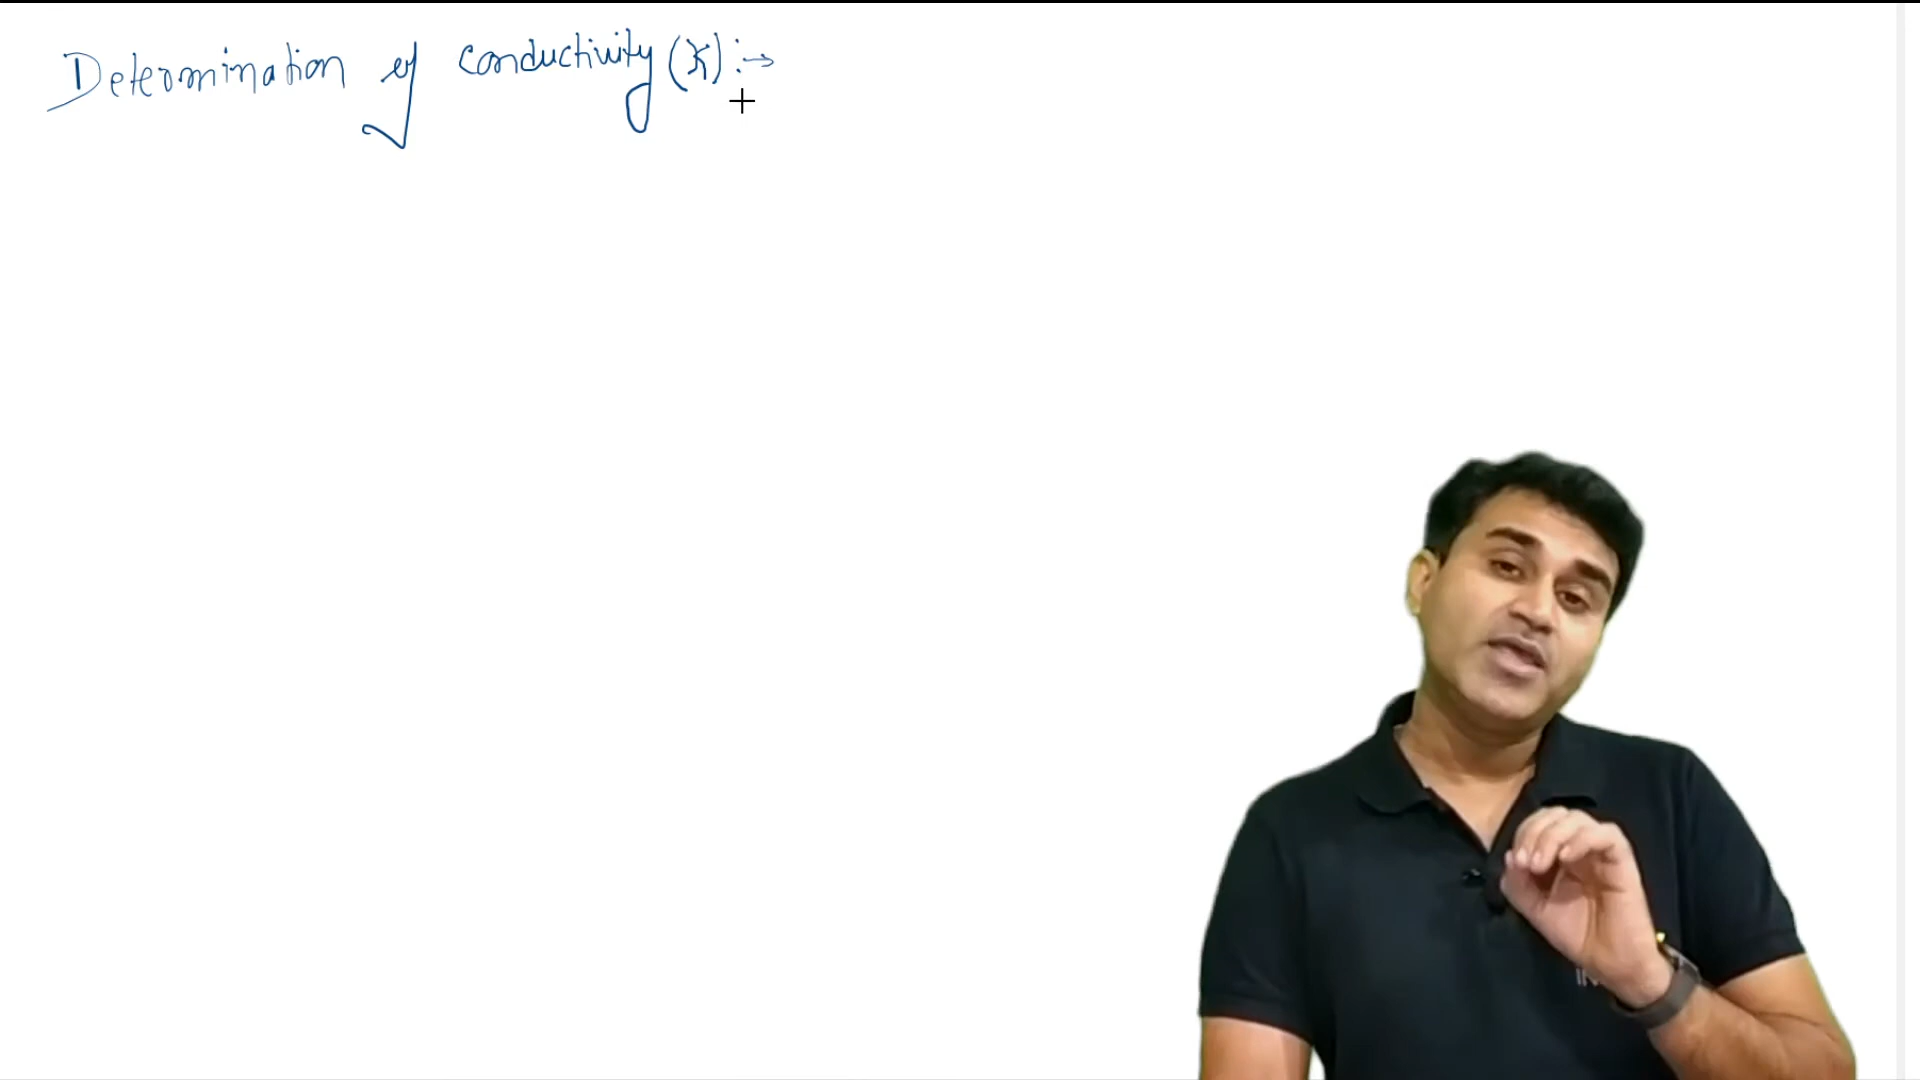 Determination of conductivity (K) :→